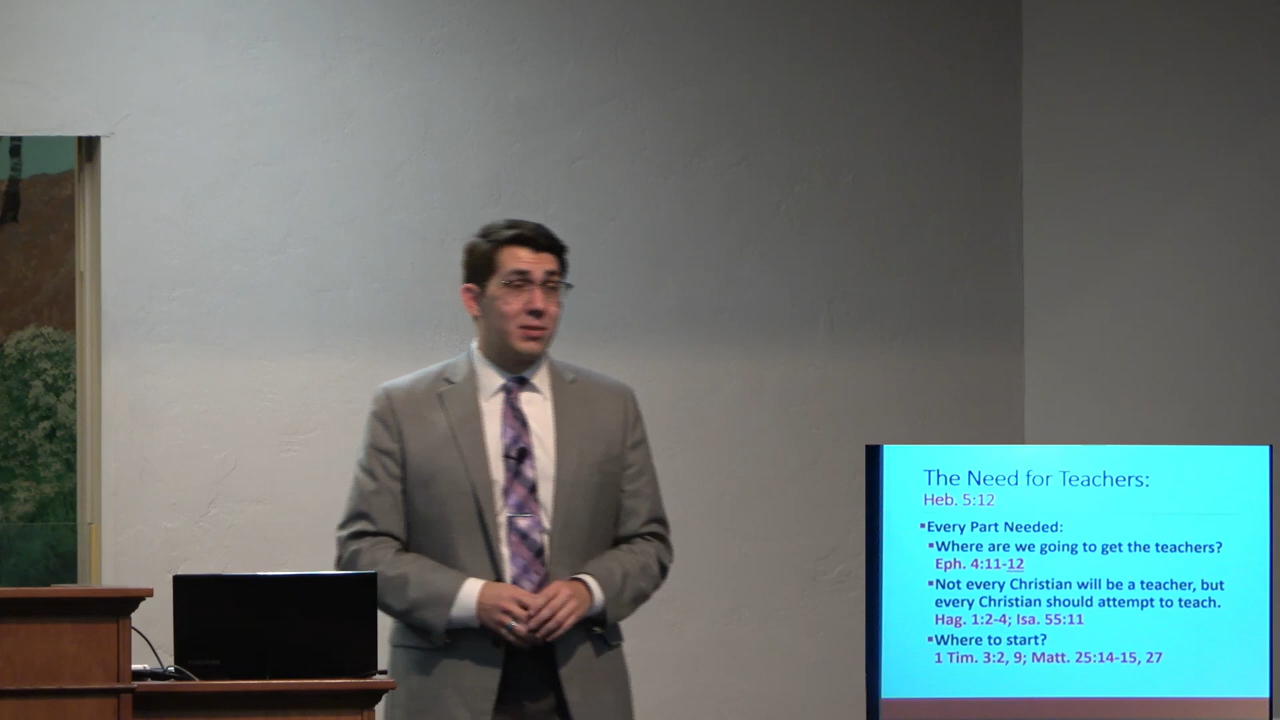 The Need for Teachers:
Heb. 5:12
▪Every Part Needed:
▪Where are we going to get the teachers?
Eph. 4:11-12
▪Not every Christian will be a teacher, but
every Christian should attempt to teach.
Hag. 1:2-4; Isa. 55:11
▪Where to start?
1 Tim. 3:2, 9; Matt. 25:14-15, 27